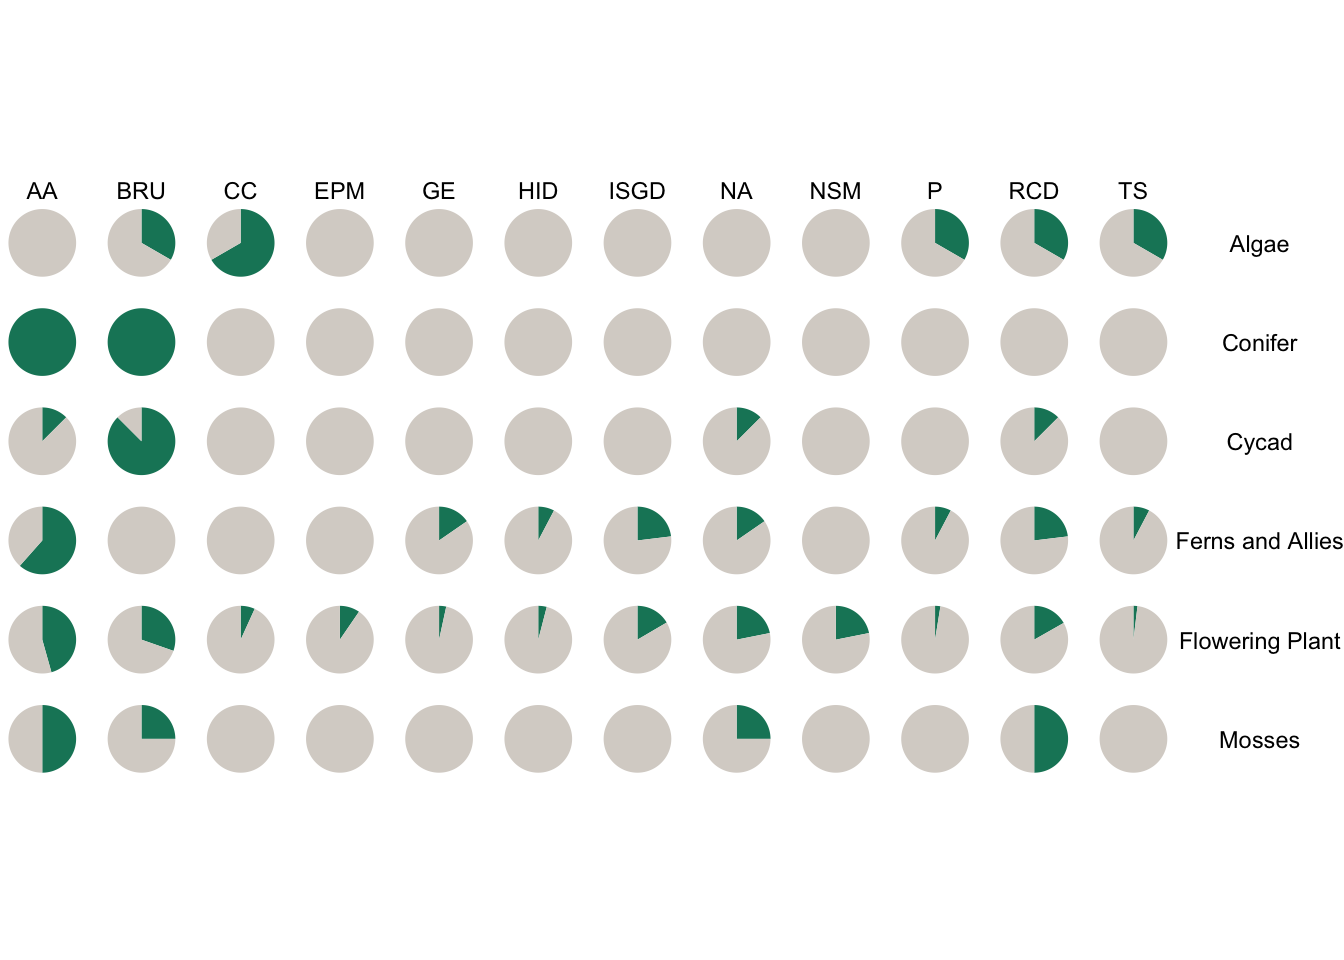 AA BRU CC EPM GE HID ISGD NA NSM P RCD TS
Algae
Conifer
Cycad
Ferns and Allies
Flowering Plant
Mosses